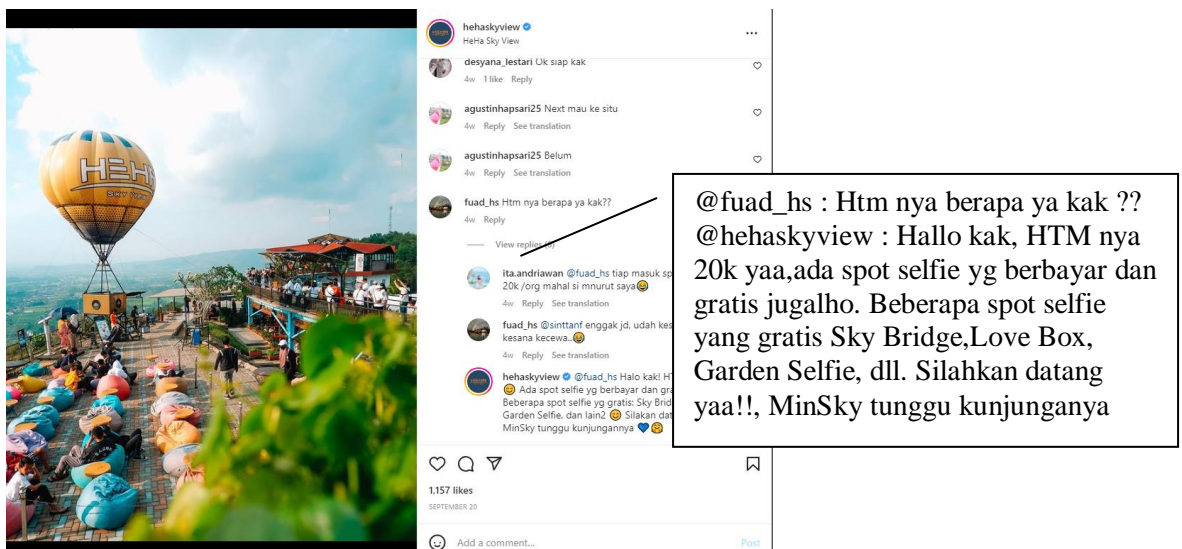 HEHA
SKY VIEW
hehaskyview
HeHa Sky View
desyana_lestari Ok siap kak
4w 1 like Reply
agustinhapsari25 Next mau ke situ
4w Reply See translation
agustinhapsari25 Belum
4w Reply See translation
fuad_hs Htm nya berapa ya kak??
4w Reply
View replies
ita.andriawan @fuad_hs tiap masuk sp
20k /org mahal si mnurut saya😂
4w Reply See translation
fuad_hs @sinttanf enggak jd, udah kes
kesana kecewa..😂
4w Reply See translation
hehaskyview @fuad_hs Halo kak! H
😊 Ada spot selfie yg berbayar dan gra
Beberapa spot selfie yg gratis: Sky Brid
Garden Selfie, dan lain2 😊 Silakan dat
MinSky tunggu kunjungannya 💙🤗
1,157 likes
SEPTEMBER 20
Add a comment...
Post
@fuad_hs : Htm nya berapa ya kak ??
@hehaskyview : Hallo kak, HTM nya
20k yaa,ada spot selfie yg berbayar dan
gratis jugalho. Beberapa spot selfie
yang gratis Sky Bridge,Love Box,
Garden Selfie, dll. Silahkan datang
yaa!!, MinSky tunggu kunjunganya